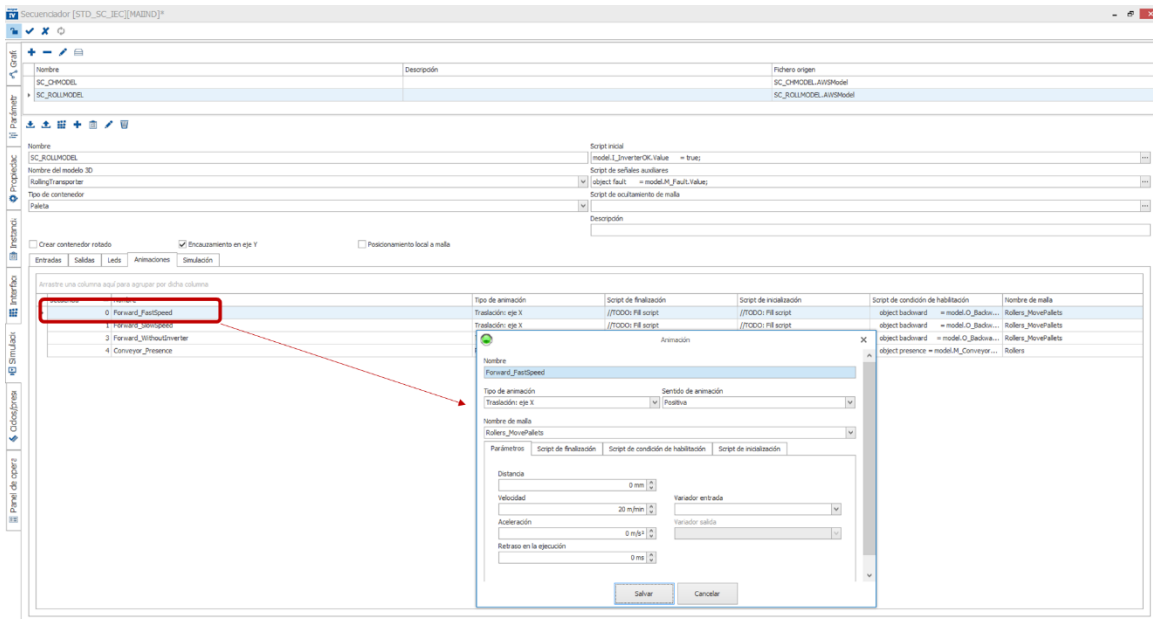 Secuenciador [STD_SC_IEC][MAIIND]*
Nombre Descripción Fichero origen
SC_CHMODEL SC_CHMODEL.AWSModel
SC_ROLLMODEL SC_ROLLMODEL.AWSModel
Nombre Script inicial
SC_ROLLMODEL model.I_InverterOK.Value = true;
Nombre del modelo 3D Script de señales auxiliares
RollingTransporter object fault = model.M_Fault.Value;
Tipo de contenedor Script de ocultamiento de malla
Paleta
Descripción
Crear contenedor rotado Encauzamiento en eje Y Posicionamiento local a malla
Entradas Salidas Leds Animaciones Simulación
Arrastre una columna aquí para agrupar por dicha columna
Tipo de animación Script de finalización Script de inicialización Script de condición de habilitación Nombre de malla
0 Forward_FastSpeed Traslación: eje X //TODO: Fill script //TODO: Fill script object backward = model.O_Backw... Rollers_MovePallets
1 Forward_SlowSpeed Traslación: eje X //TODO: Fill script //TODO: Fill script object backward = model.O_Backw... Rollers_MovePallets
3 Forward_WithoutInverter object backward = model.O_Backwa... Rollers_MovePallets
4 Conveyor_Presence object presence = model.M_Conveyor... Rollers
Animación
Nombre
Forward_FastSpeed
Tipo de animación Sentido de animación
Traslación: eje X Positiva
Nombre de malla
Rollers_MovePallets
Parámetros Script de finalización Script de condición de habilitación Script de inicialización
Distancia
0 mm
Velocidad Variador entrada
20 m/min
Aceleración Variador salida
0 m/s²
Retraso en la ejecución
0 ms
Salvar Cancelar
Grafi
Parámetr
Propiedad
Instanci
Interfac
Simulaci
Ciclos/presi
Panel de opera